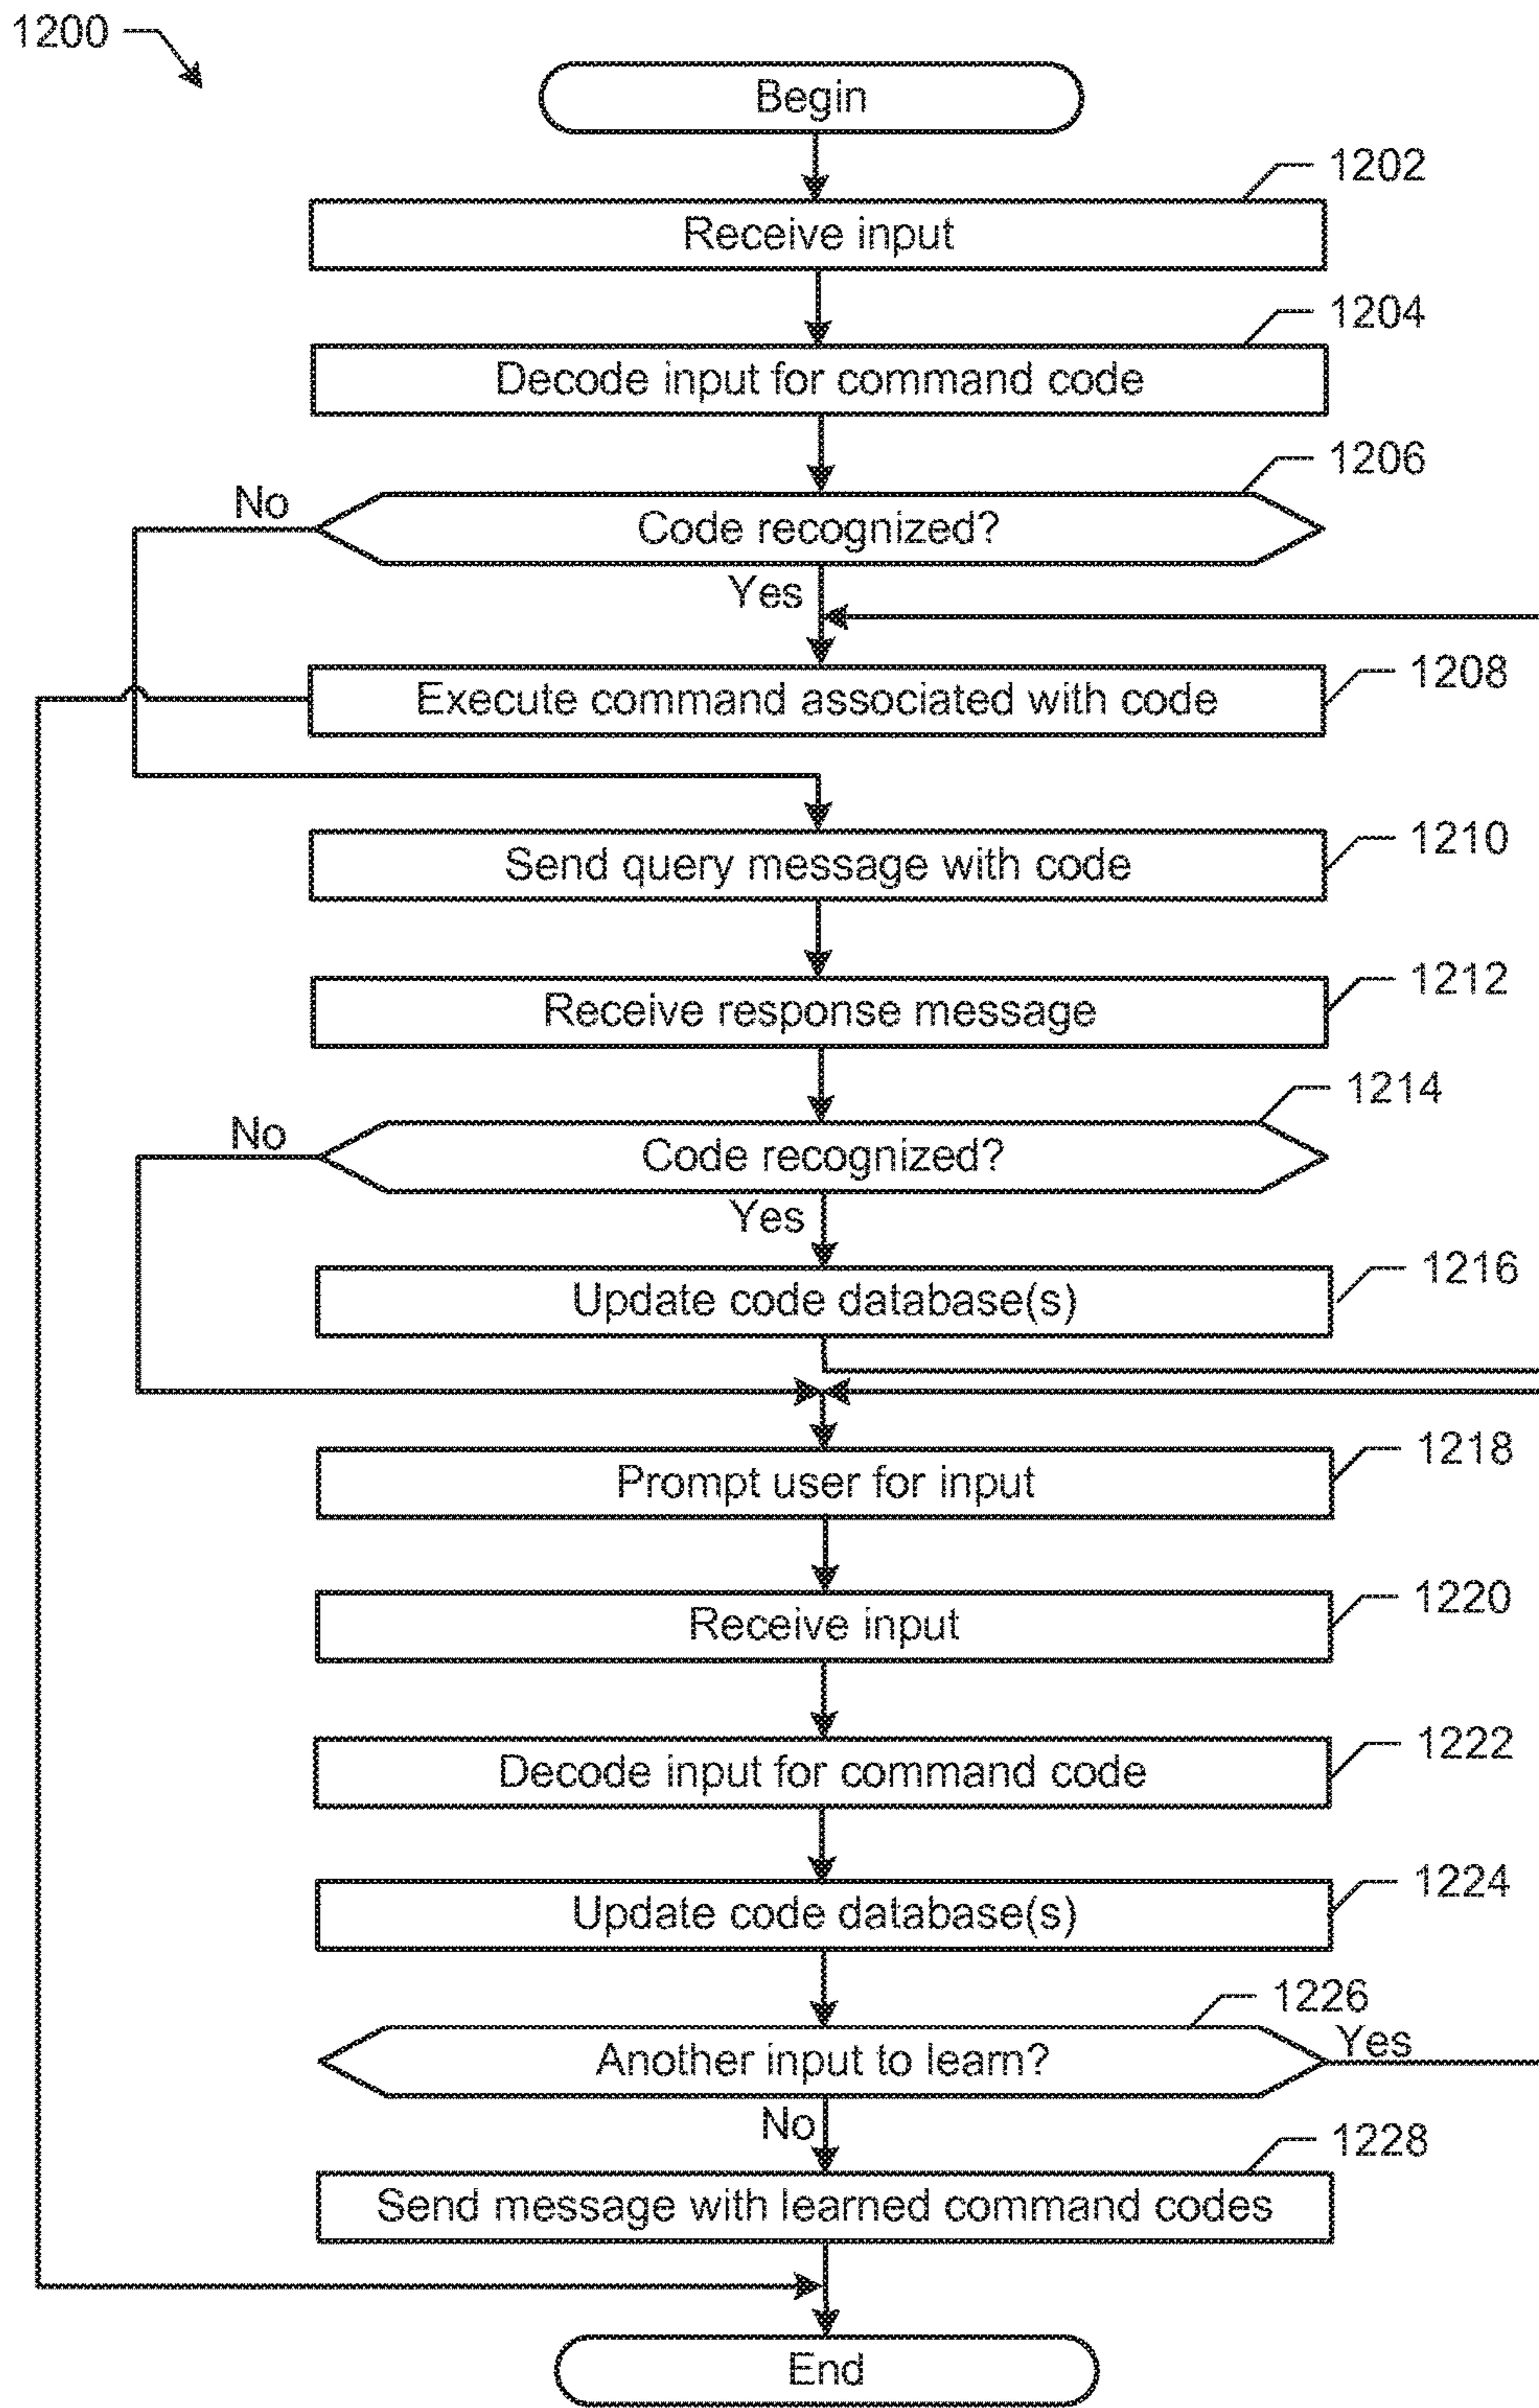 1200
Begin
1202
Receive input
1204
Decode input for command code
1206
No
Code recognized?
Yes
1208
Execute command associated with code
1210
Send query message with code
1212
Receive response message
1214
No
Code recognized?
Yes
1216
Update code database(s)
1218
Prompt user for input
1220
Receive input
1222
Decode input for command code
1224
Update code database(s)
1226
Another input to learn?
Yes
No
1228
Send message with learned command codes
End